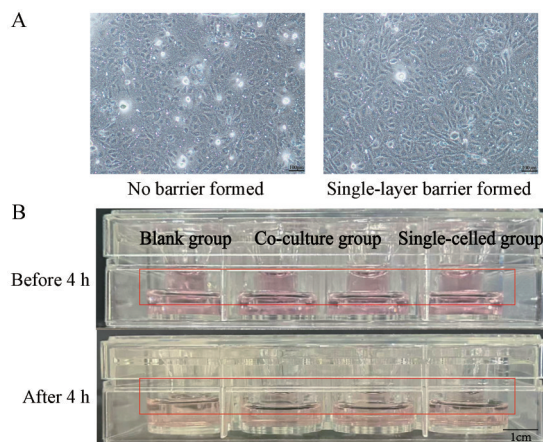 A
No barrier formed
Single-layer barrier formed
B
Blank group
Co-culture group
Single-celled group
Before 4 h
After 4 h
1cm